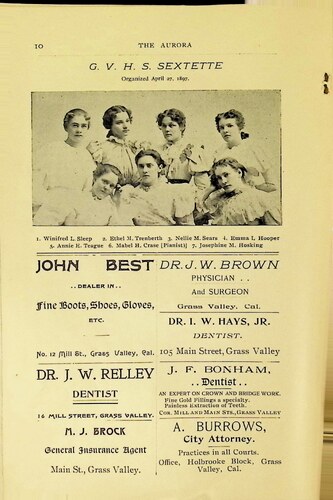 10
THE AURORA
G. V. H. S. SEXTETTE
Organized April 27, 1897.
1. Winifred L. Sleep 2. Ethel H. Trenberth 3. Nellie M. Sears 4. Emma L. Hooper
5. Annie K. Teague 6. Mabel H. Crase (Pianist) 7. Josephine M. Hosking
JOHN BEST
..DEALER IN..
Fine Boots, Shoes, Gloves,
ETC.
No. 12 Mill St., Grass Valley, Cal.
DR. J. W. RELLEY
DENTIST
16 MILL STREET, GRASS VALLEY.
M. J. BROCK
General Insurance Agent
Main St., Grass Valley.
DR. J. W. BROWN
PHYSICIAN . .
And SURGEON
Grass Valley, Cal.
DR. I. W. HAYS, JR.
DENTIST.
105 Main Street, Grass Valley
J. F. BONHAM,
..Dentist..
AN EXPERT ON CROWN AND BRIDGE WORK.
Fine Gold Fillings a specialty.
Painless Extraction of Teeth.
COR. MILL AND MAIN STS., GRASS VALLEY
A. BURROWS,
City Attorney.
Practices in all Courts.
Office, Holbrooke Block, Grass
Valley, Cal.